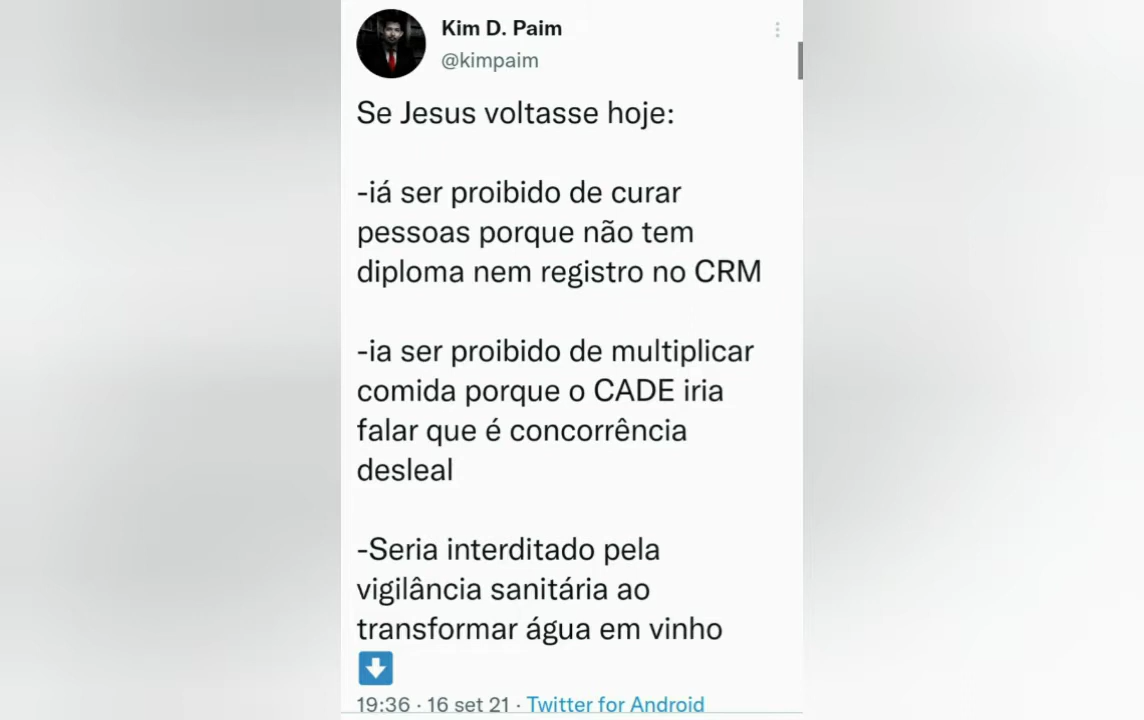 Kim D. Paim
@kimpaim
Se Jesus voltasse hoje:
-iá ser proibido de curar
pessoas porque não tem
diploma nem registro no CRM
-ia ser proibido de multiplicar
comida porque o CADE iria
falar que é concorrência
desleal
-Seria interditado pela
vigilância sanitária ao
transformar água em vinho
19:36 · 16 set 21 · Twitter for Android